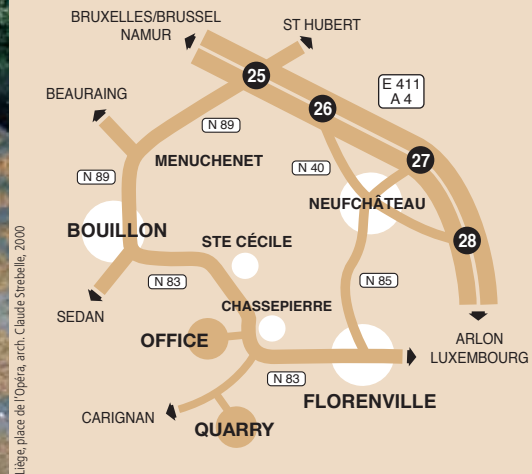 BRUXELLES/BRUSSEL
NAMUR
ST HUBERT
25
E 411
A 4
BEAURAING
26
N 89
27
MENUCHENET
N 40
N 89
NEUFCHÂTEAU
BOUILLON
STE CÉCILE
28
N 83
N 85
CHASSEPIERRE
SEDAN
OFFICE
ARLON
LUXEMBOURG
N 83
FLORENVILLE
CARIGNAN
QUARRY
Liège, place de l'Opéra, arch. Claude Strebelle, 2000